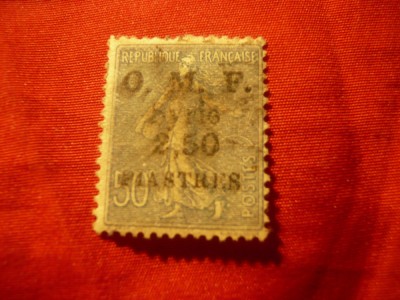 REPUBLIQUE FRANÇAISE
O. M. F.
Syrie
2 50
PIASTRES
50
POSTES